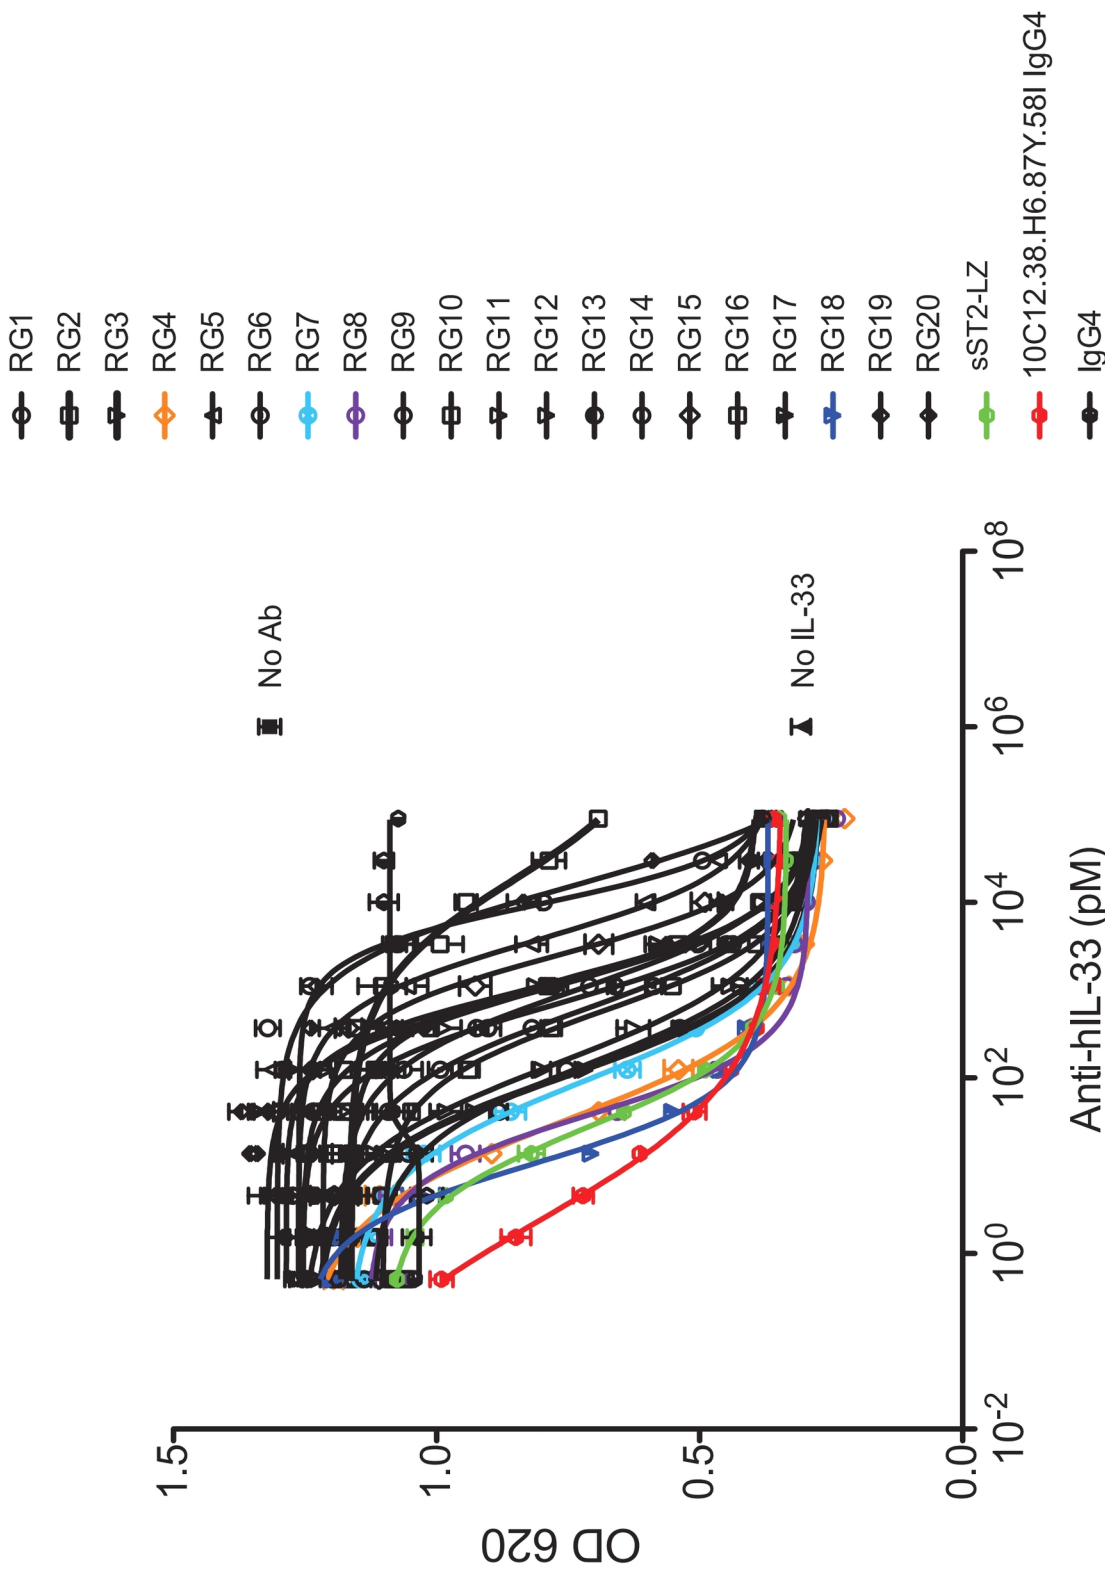 OD 620
1.5
1.0
0.5
0.0
10-2
100
102
104
106
108
Anti-hIL-33 (pM)
No Ab
No IL-33
RG1
RG2
RG3
RG4
RG5
RG6
RG7
RG8
RG9
RG10
RG11
RG12
RG13
RG14
RG15
RG16
RG17
RG18
RG19
RG20
sST2-LZ
10C12.38.H6.87Y.58I IgG4
IgG4